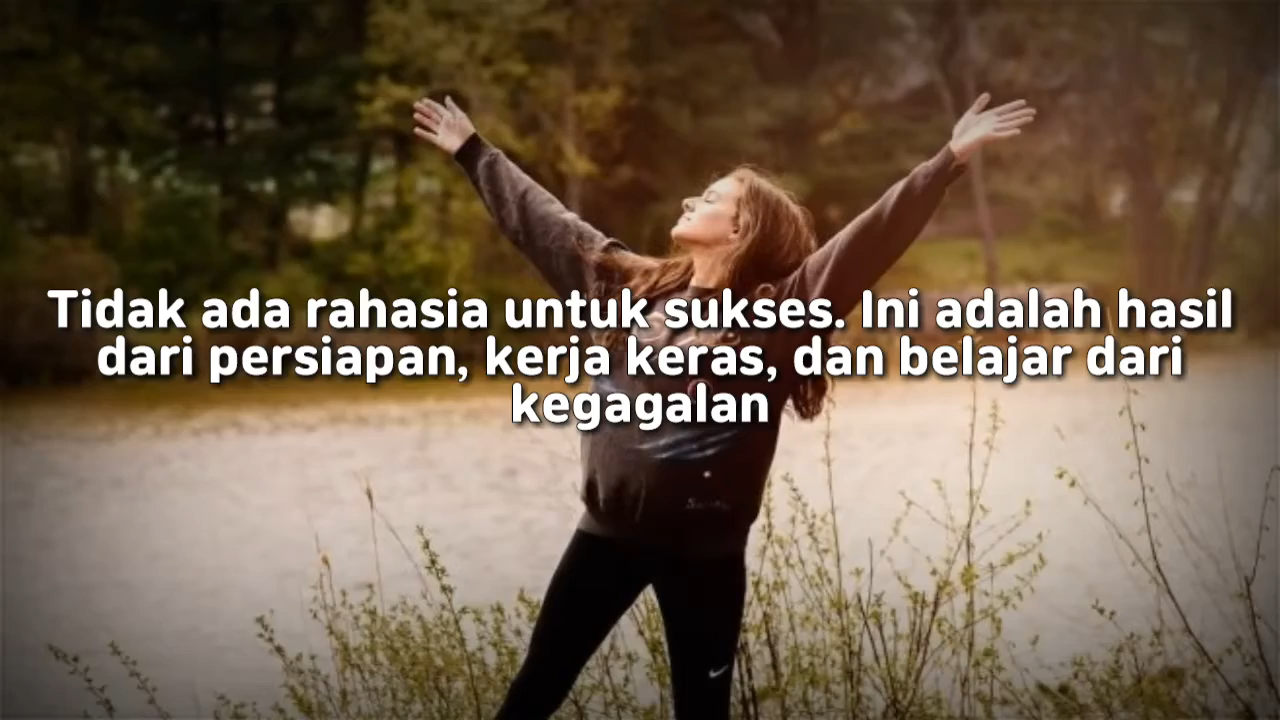 Tidak ada rahasia untuk sukses. Ini adalah hasil
dari persiapan, kerja keras, dan belajar dari
kegagalan